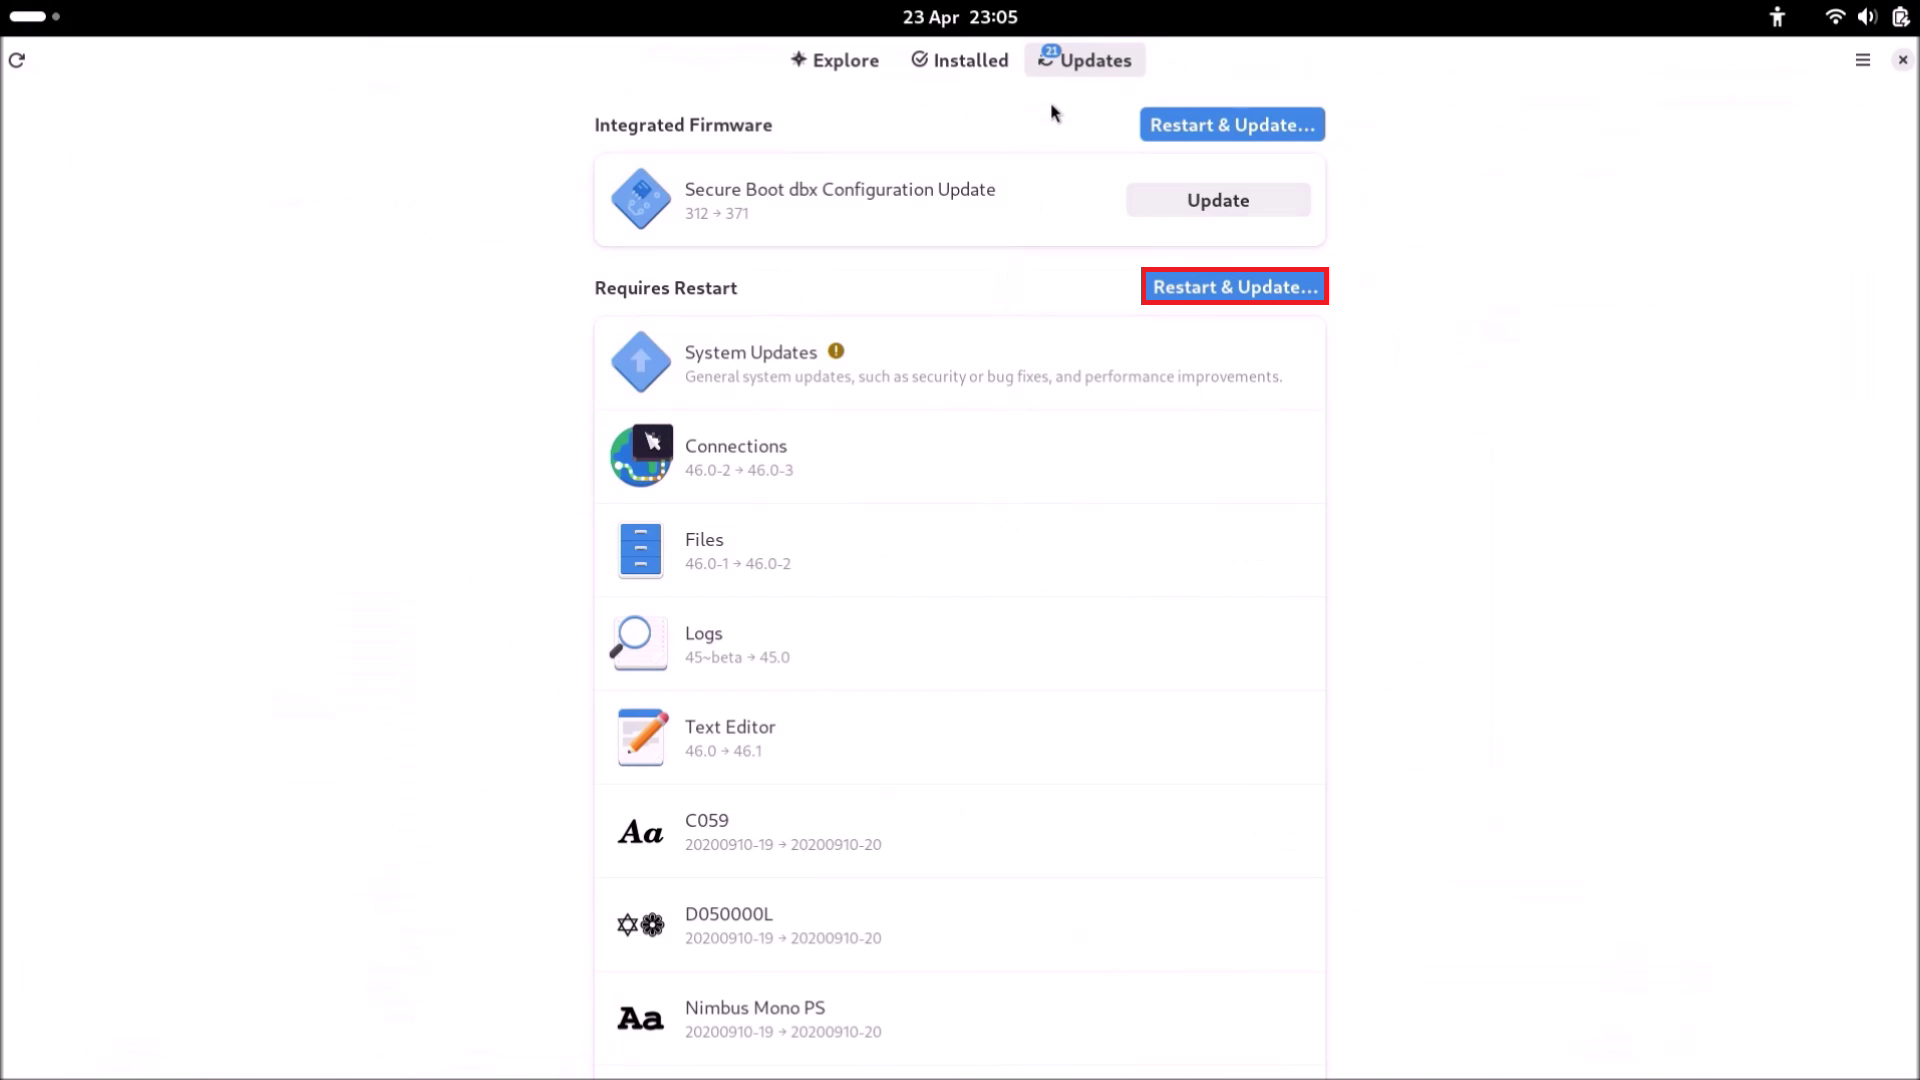 23 Apr 23:05
Explore
Installed
21
Updates
Integrated Firmware
Restart & Update...
Secure Boot dbx Configuration Update
312 → 371
Update
Requires Restart
Restart & Update...
System Updates
General system updates, such as security or bug fixes, and performance improvements.
Connections
46.0-2 → 46.0-3
Files
46.0-1 → 46.0-2
Logs
45~beta → 45.0
Text Editor
46.0 → 46.1
Aa
C059
20200910-19 → 20200910-20
D050000L
20200910-19 → 20200910-20
Aa
Nimbus Mono PS
20200910-19 → 20200910-20